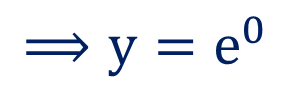 ⟹ y = e⁰